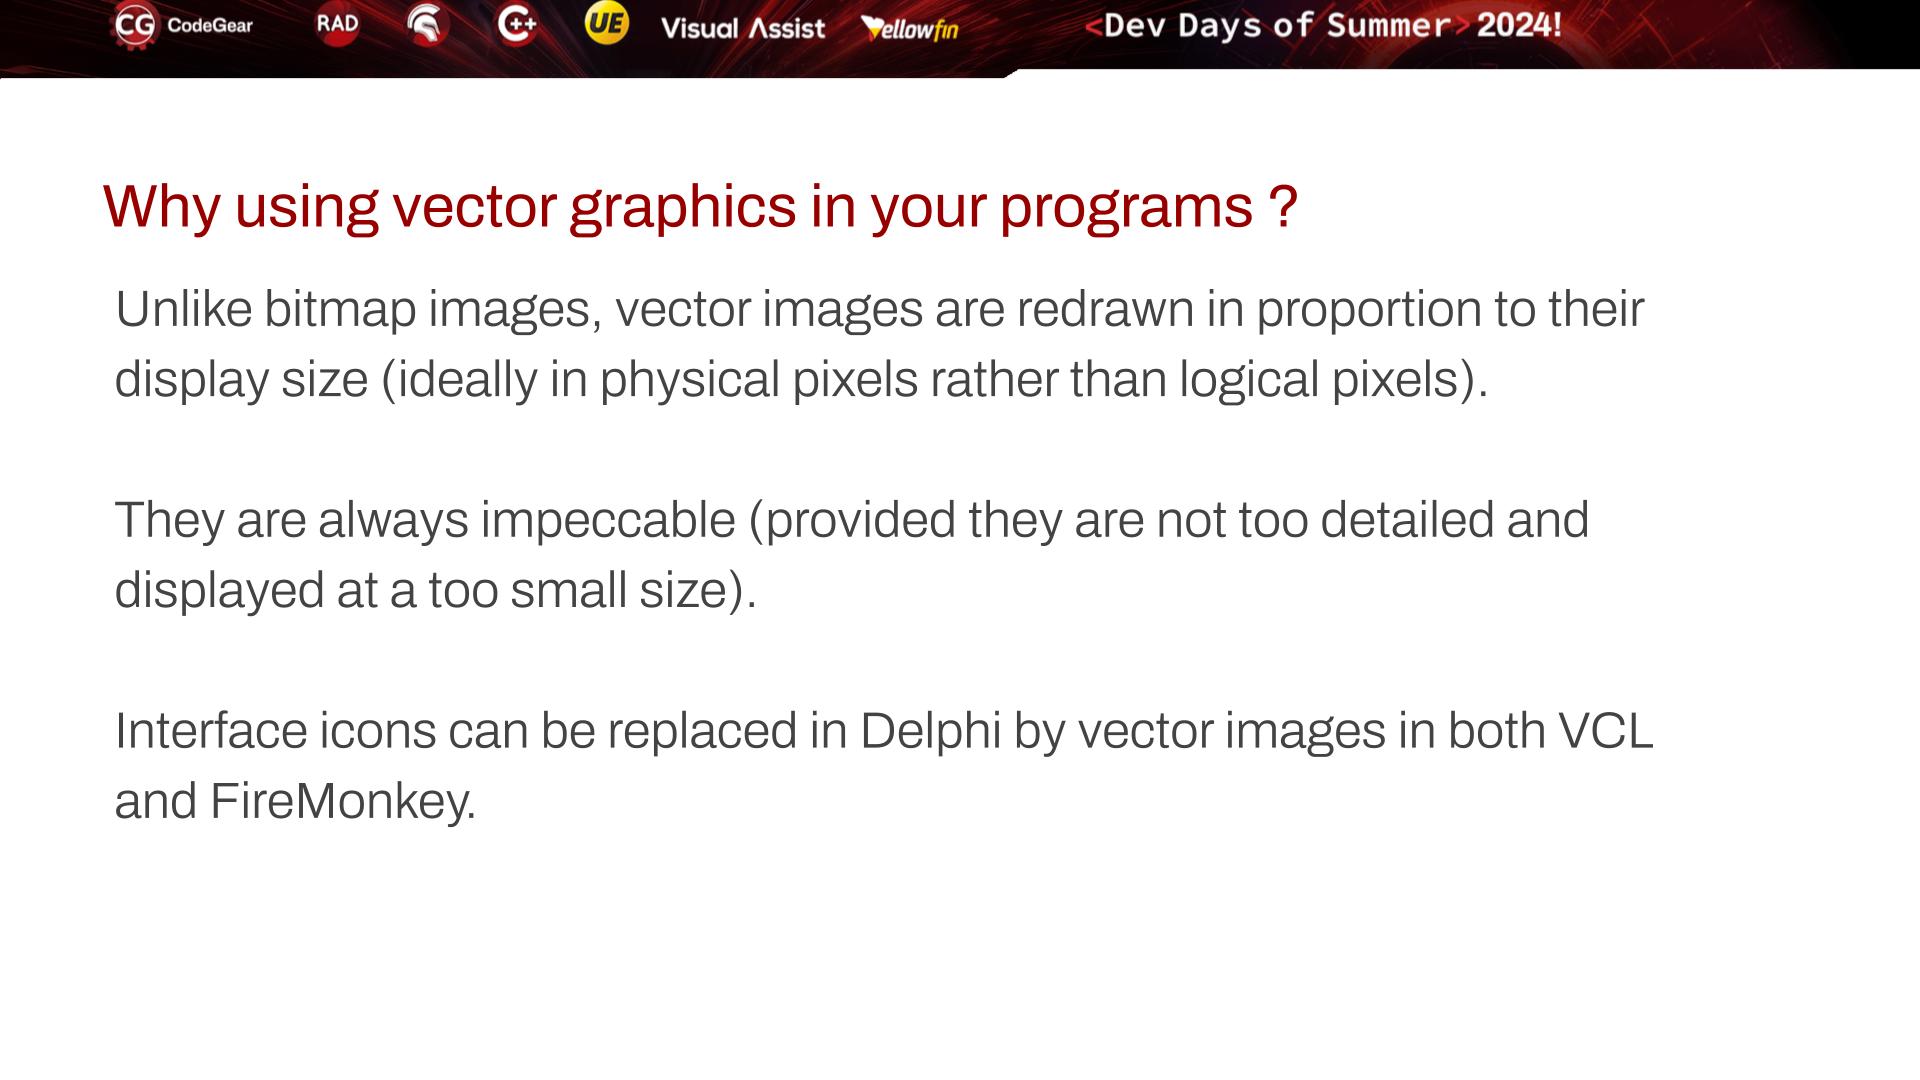 CG CodeGear RAD C++ UE Visual Assist Yellowfin <Dev Days of Summer> 2024!
Why using vector graphics in your programs ?
Unlike bitmap images, vector images are redrawn in proportion to their
display size (ideally in physical pixels rather than logical pixels).
They are always impeccable (provided they are not too detailed and
displayed at a too small size).
Interface icons can be replaced in Delphi by vector images in both VCL
and FireMonkey.